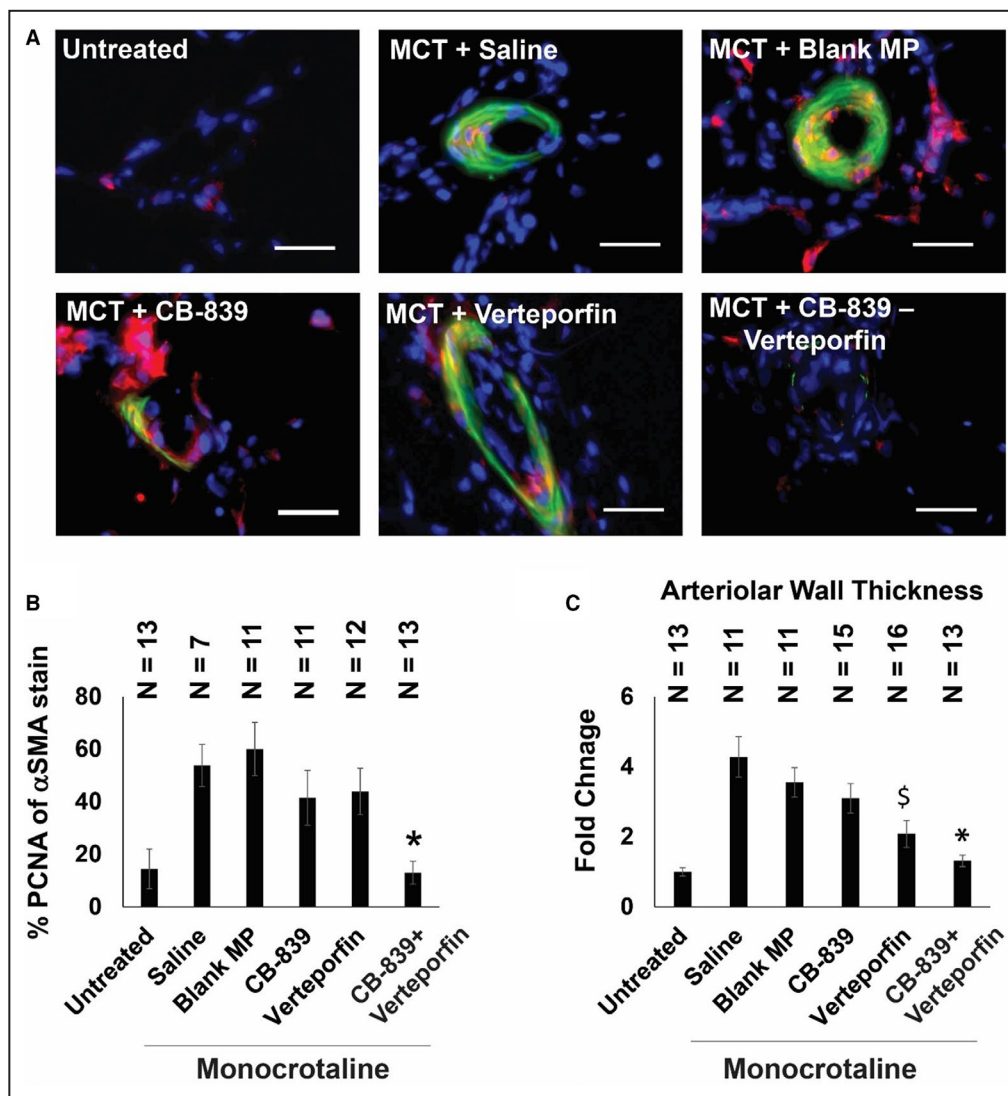 A
Untreated
MCT + Saline
MCT + Blank MP
MCT + CB-839
MCT + Verteporfin
MCT + CB-839 –
Verteporfin
B
N = 13
N = 7
N = 11
N = 11
N = 12
N = 13
% PCNA of αSMA stain
80
60
40
20
0
*
Untreated
Saline
Blank MP
CB-839
Verteporfin
CB-839+
Verteporfin
Monocrotaline
C
Arteriolar Wall Thickness
N = 13
N = 11
N = 11
N = 15
N = 16
N = 13
Fold Chnage
6
4
2
0
$
*
Untreated
Saline
Blank MP
CB-839
Verteporfin
CB-839+
Verteporfin
Monocrotaline